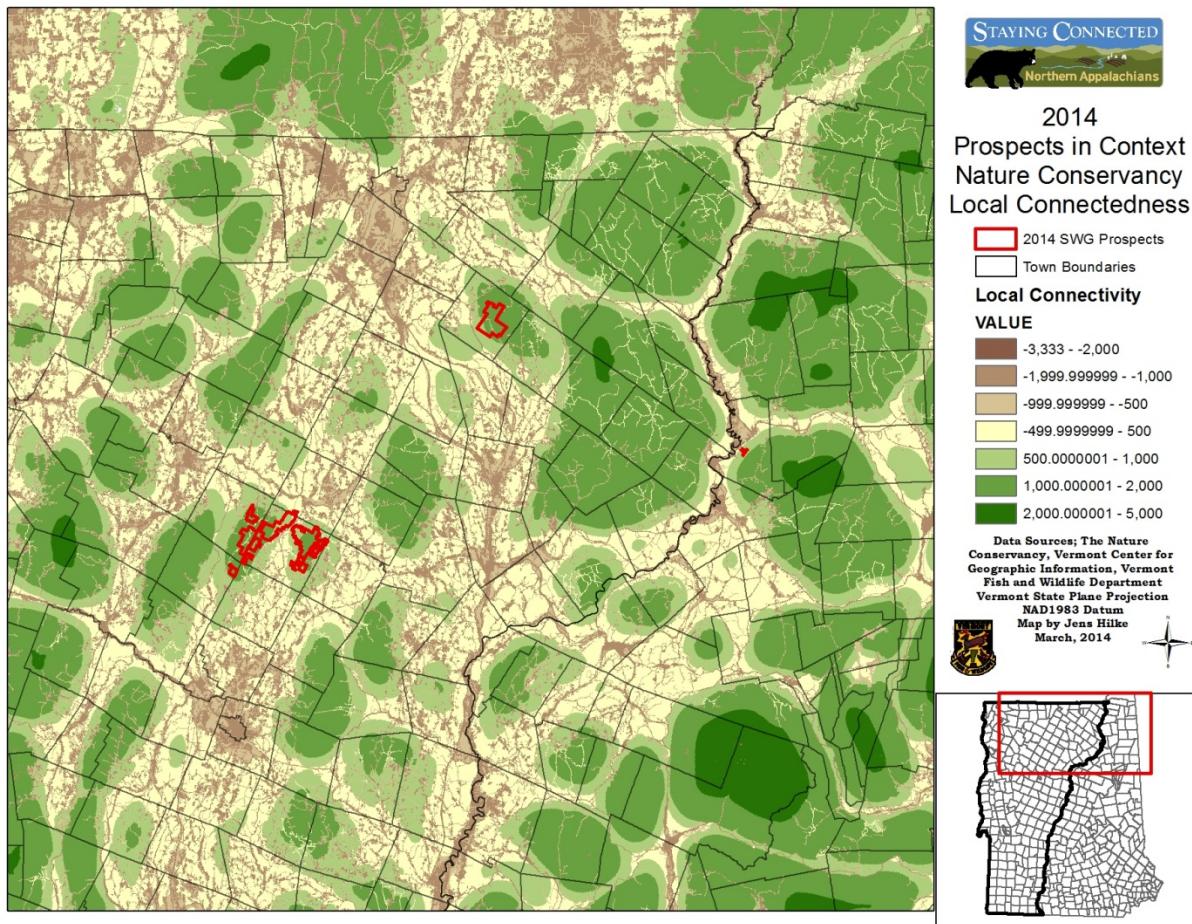 STAYING CONNECTED
Northern Appalachians
2014
Prospects in Context
Nature Conservancy
Local Connectedness
2014 SWG Prospects
Town Boundaries
Local Connectivity
VALUE
-3,333 - -2,000
-1,999.999999 - -1,000
-999.999999 - -500
-499.9999999 - 500
500.0000001 - 1,000
1,000.000001 - 2,000
2,000.000001 - 5,000
Data Sources; The Nature
Conservancy, Vermont Center for
Geographic Information, Vermont
Fish and Wildlife Department
Vermont State Plane Projection
NAD1983 Datum
Map by Jens Hilke
March, 2014
VERMONT
N
W
S